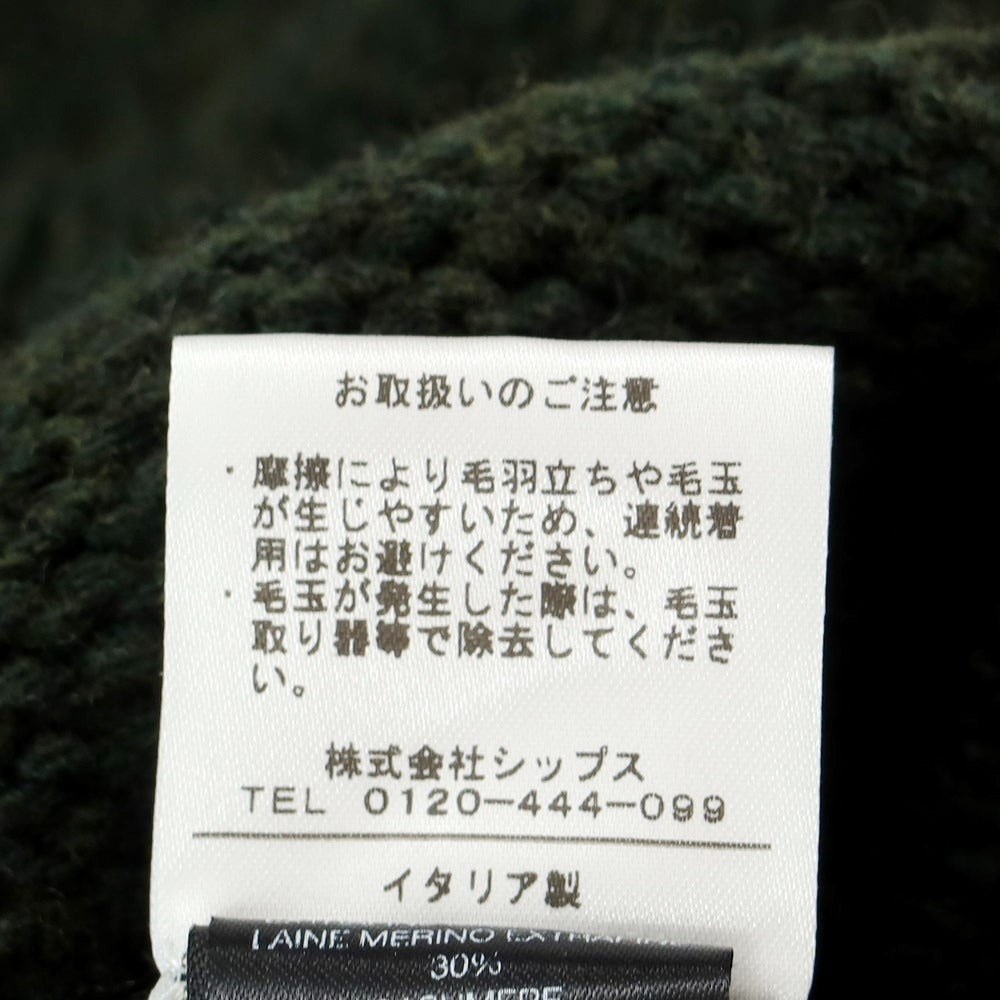 お取扱いのご注意
・摩擦により毛羽立ちや毛玉
が生じやすいため、連続着
用はお避けください。
・毛玉が発生した際は、毛玉
取り器等で除去してくださ
い。
株式会社シップス
TEL 0120-444-099
イタリア製
LAINE MERINO EXTRAFINE
30%
CASHMERE